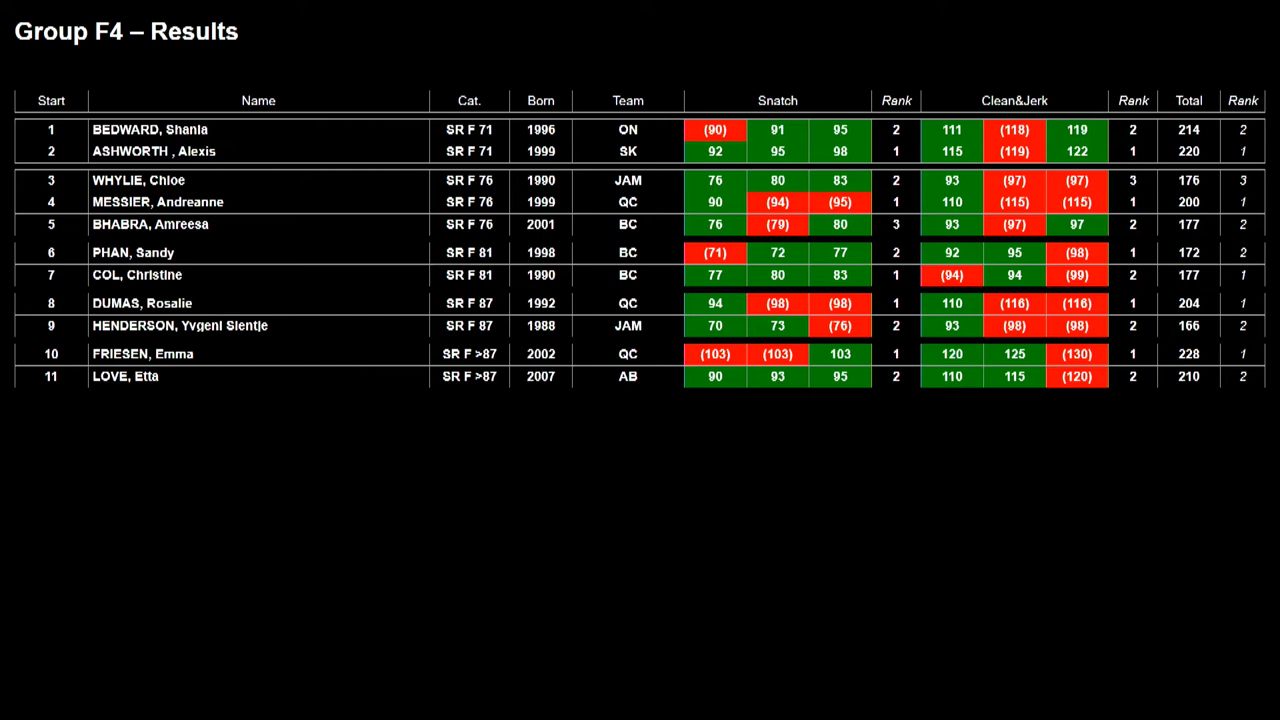 Group F4 – Results
Start Name Cat. Born Team Snatch Rank Clean&Jerk Rank Total Rank
1 BEDWARD, Shania SR F 71 1996 ON (90) 91 95 2 111 (118) 119 2 214 2
2 ASHWORTH , Alexis SR F 71 1999 SK 92 95 98 1 115 (119) 122 1 220 1
3 WHYLIE, Chloe SR F 76 1990 JAM 76 80 83 2 93 (97) (97) 3 176 3
4 MESSIER, Andreanne SR F 76 1999 QC 90 (94) (95) 1 110 (115) (115) 1 200 1
5 BHABRA, Amreesa SR F 76 2001 BC 76 (79) 80 3 93 (97) 97 2 177 2
6 PHAN, Sandy SR F 81 1998 BC (71) 72 77 2 92 95 (98) 1 172 2
7 COL, Christine SR F 81 1990 BC 77 80 83 1 (94) 94 (99) 2 177 1
8 DUMAS, Rosalie SR F 87 1992 QC 94 (98) (98) 1 110 (116) (116) 1 204 1
9 HENDERSON, Yvgeni Sientje SR F 87 1988 JAM 70 73 (76) 2 93 (98) (98) 2 166 2
10 FRIESEN, Emma SR F >87 2002 QC (103) (103) 103 1 120 125 (130) 1 228 1
11 LOVE, Etta SR F >87 2007 AB 90 93 95 2 110 115 (120) 2 210 2